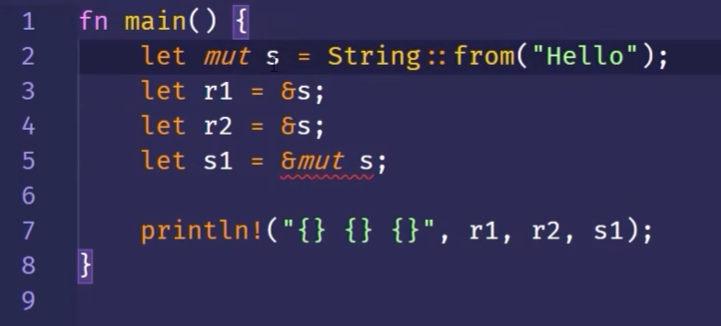 1 fn main() {
2     let mut s = String::from("Hello");
3     let r1 = &s;
4     let r2 = &s;
5     let s1 = &mut s;
6
7     println!("{} {} {}", r1, r2, s1);
8 }
9